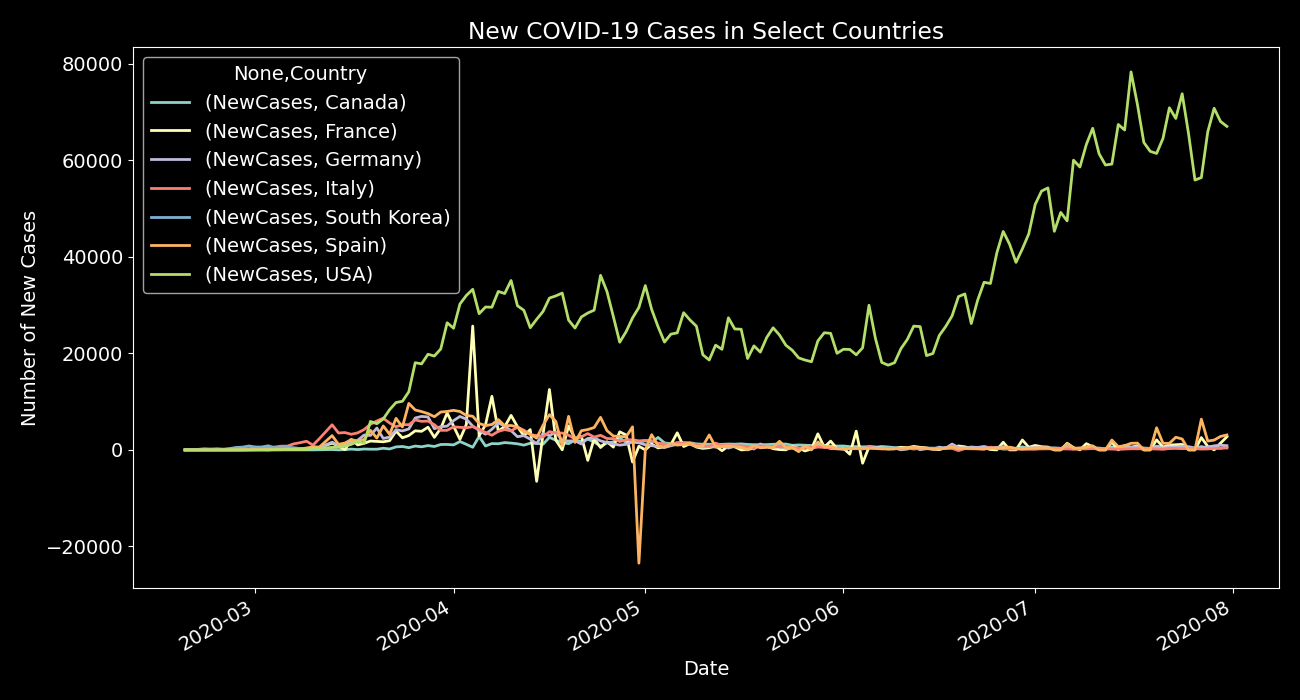 New COVID-19 Cases in Select Countries
80000
60000
40000
20000
0
−20000
Number of New Cases
None,Country
(NewCases, Canada)
(NewCases, France)
(NewCases, Germany)
(NewCases, Italy)
(NewCases, South Korea)
(NewCases, Spain)
(NewCases, USA)
2020-03
2020-04
2020-05
2020-06
2020-07
2020-08
Date